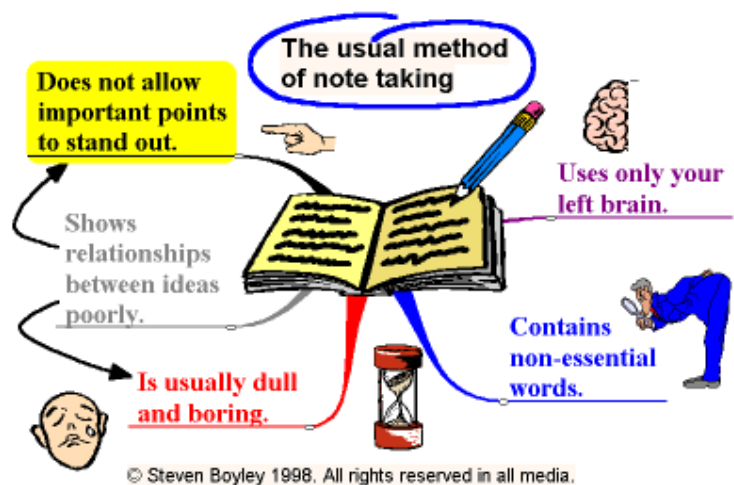 The usual method
of note taking
Does not allow
important points
to stand out.
Uses only your
left brain.
Shows
relationships
between ideas
poorly.
Contains
non-essential
words.
Is usually dull
and boring.
© Steven Boyley 1998. All rights reserved in all media.